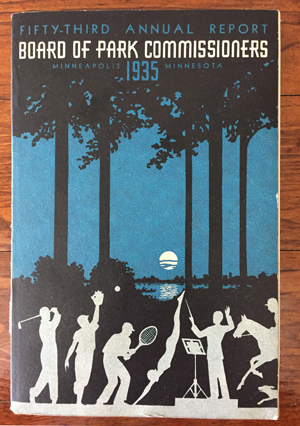 FIFTY-THIRD ANNUAL REPORT
BOARD OF PARK COMMISSIONERS
MINNEAPOLIS 1935 MINNESOTA